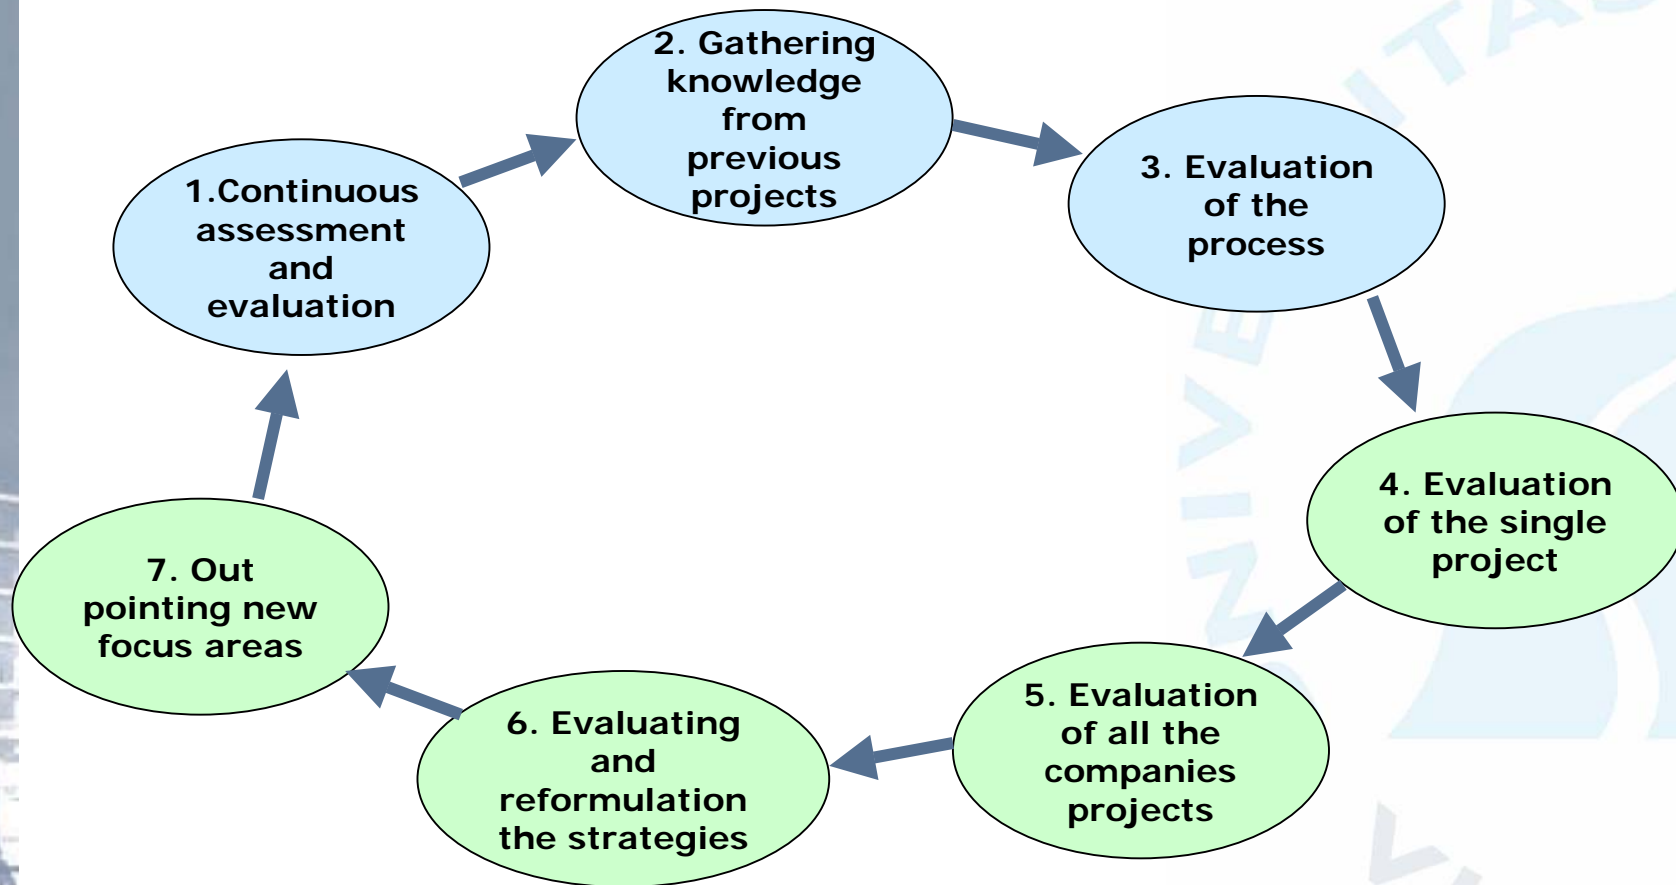 2. Gathering
knowledge
from
previous
projects
1.Continuous
assessment
and
evaluation
3. Evaluation
of the
process
4. Evaluation
of the single
project
5. Evaluation
of all the
companies
projects
6. Evaluating
and
reformulation
the strategies
7. Out
pointing new
focus areas